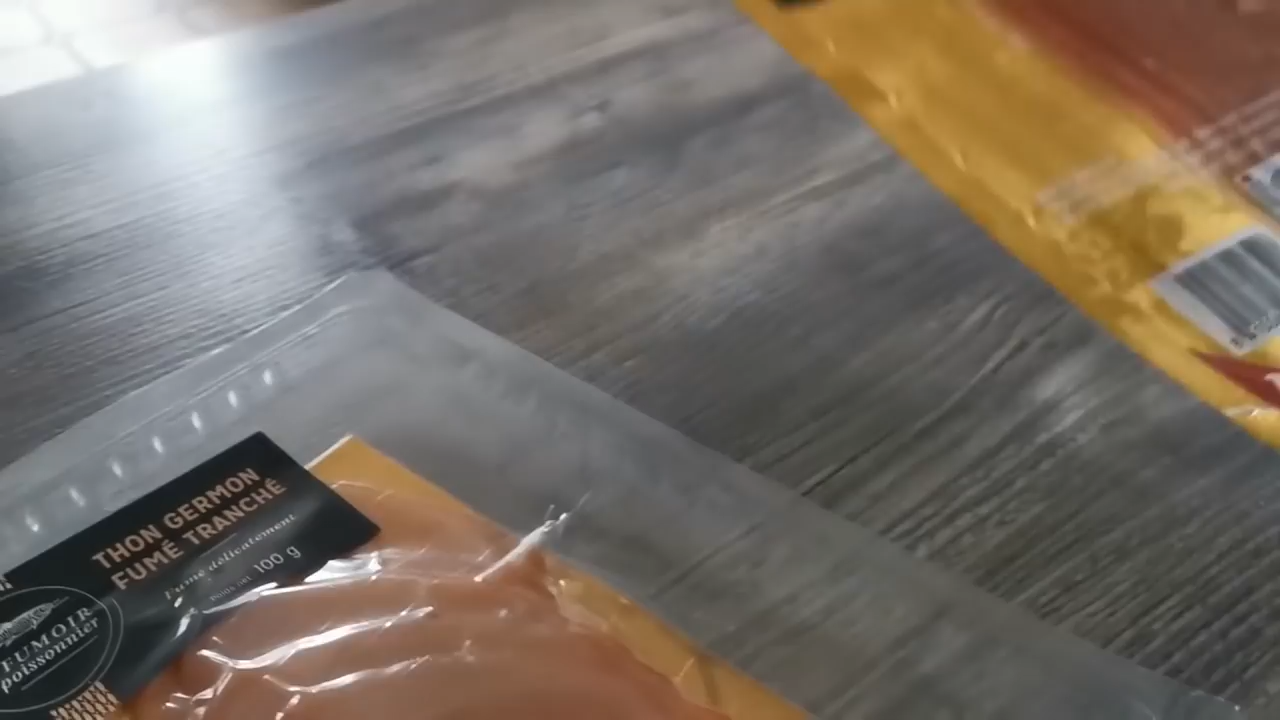 THON GERMON
FUMÉ TRANCHÉ
Fumé délicatement
Poids net 100 g
FUMOIR
poissonnier